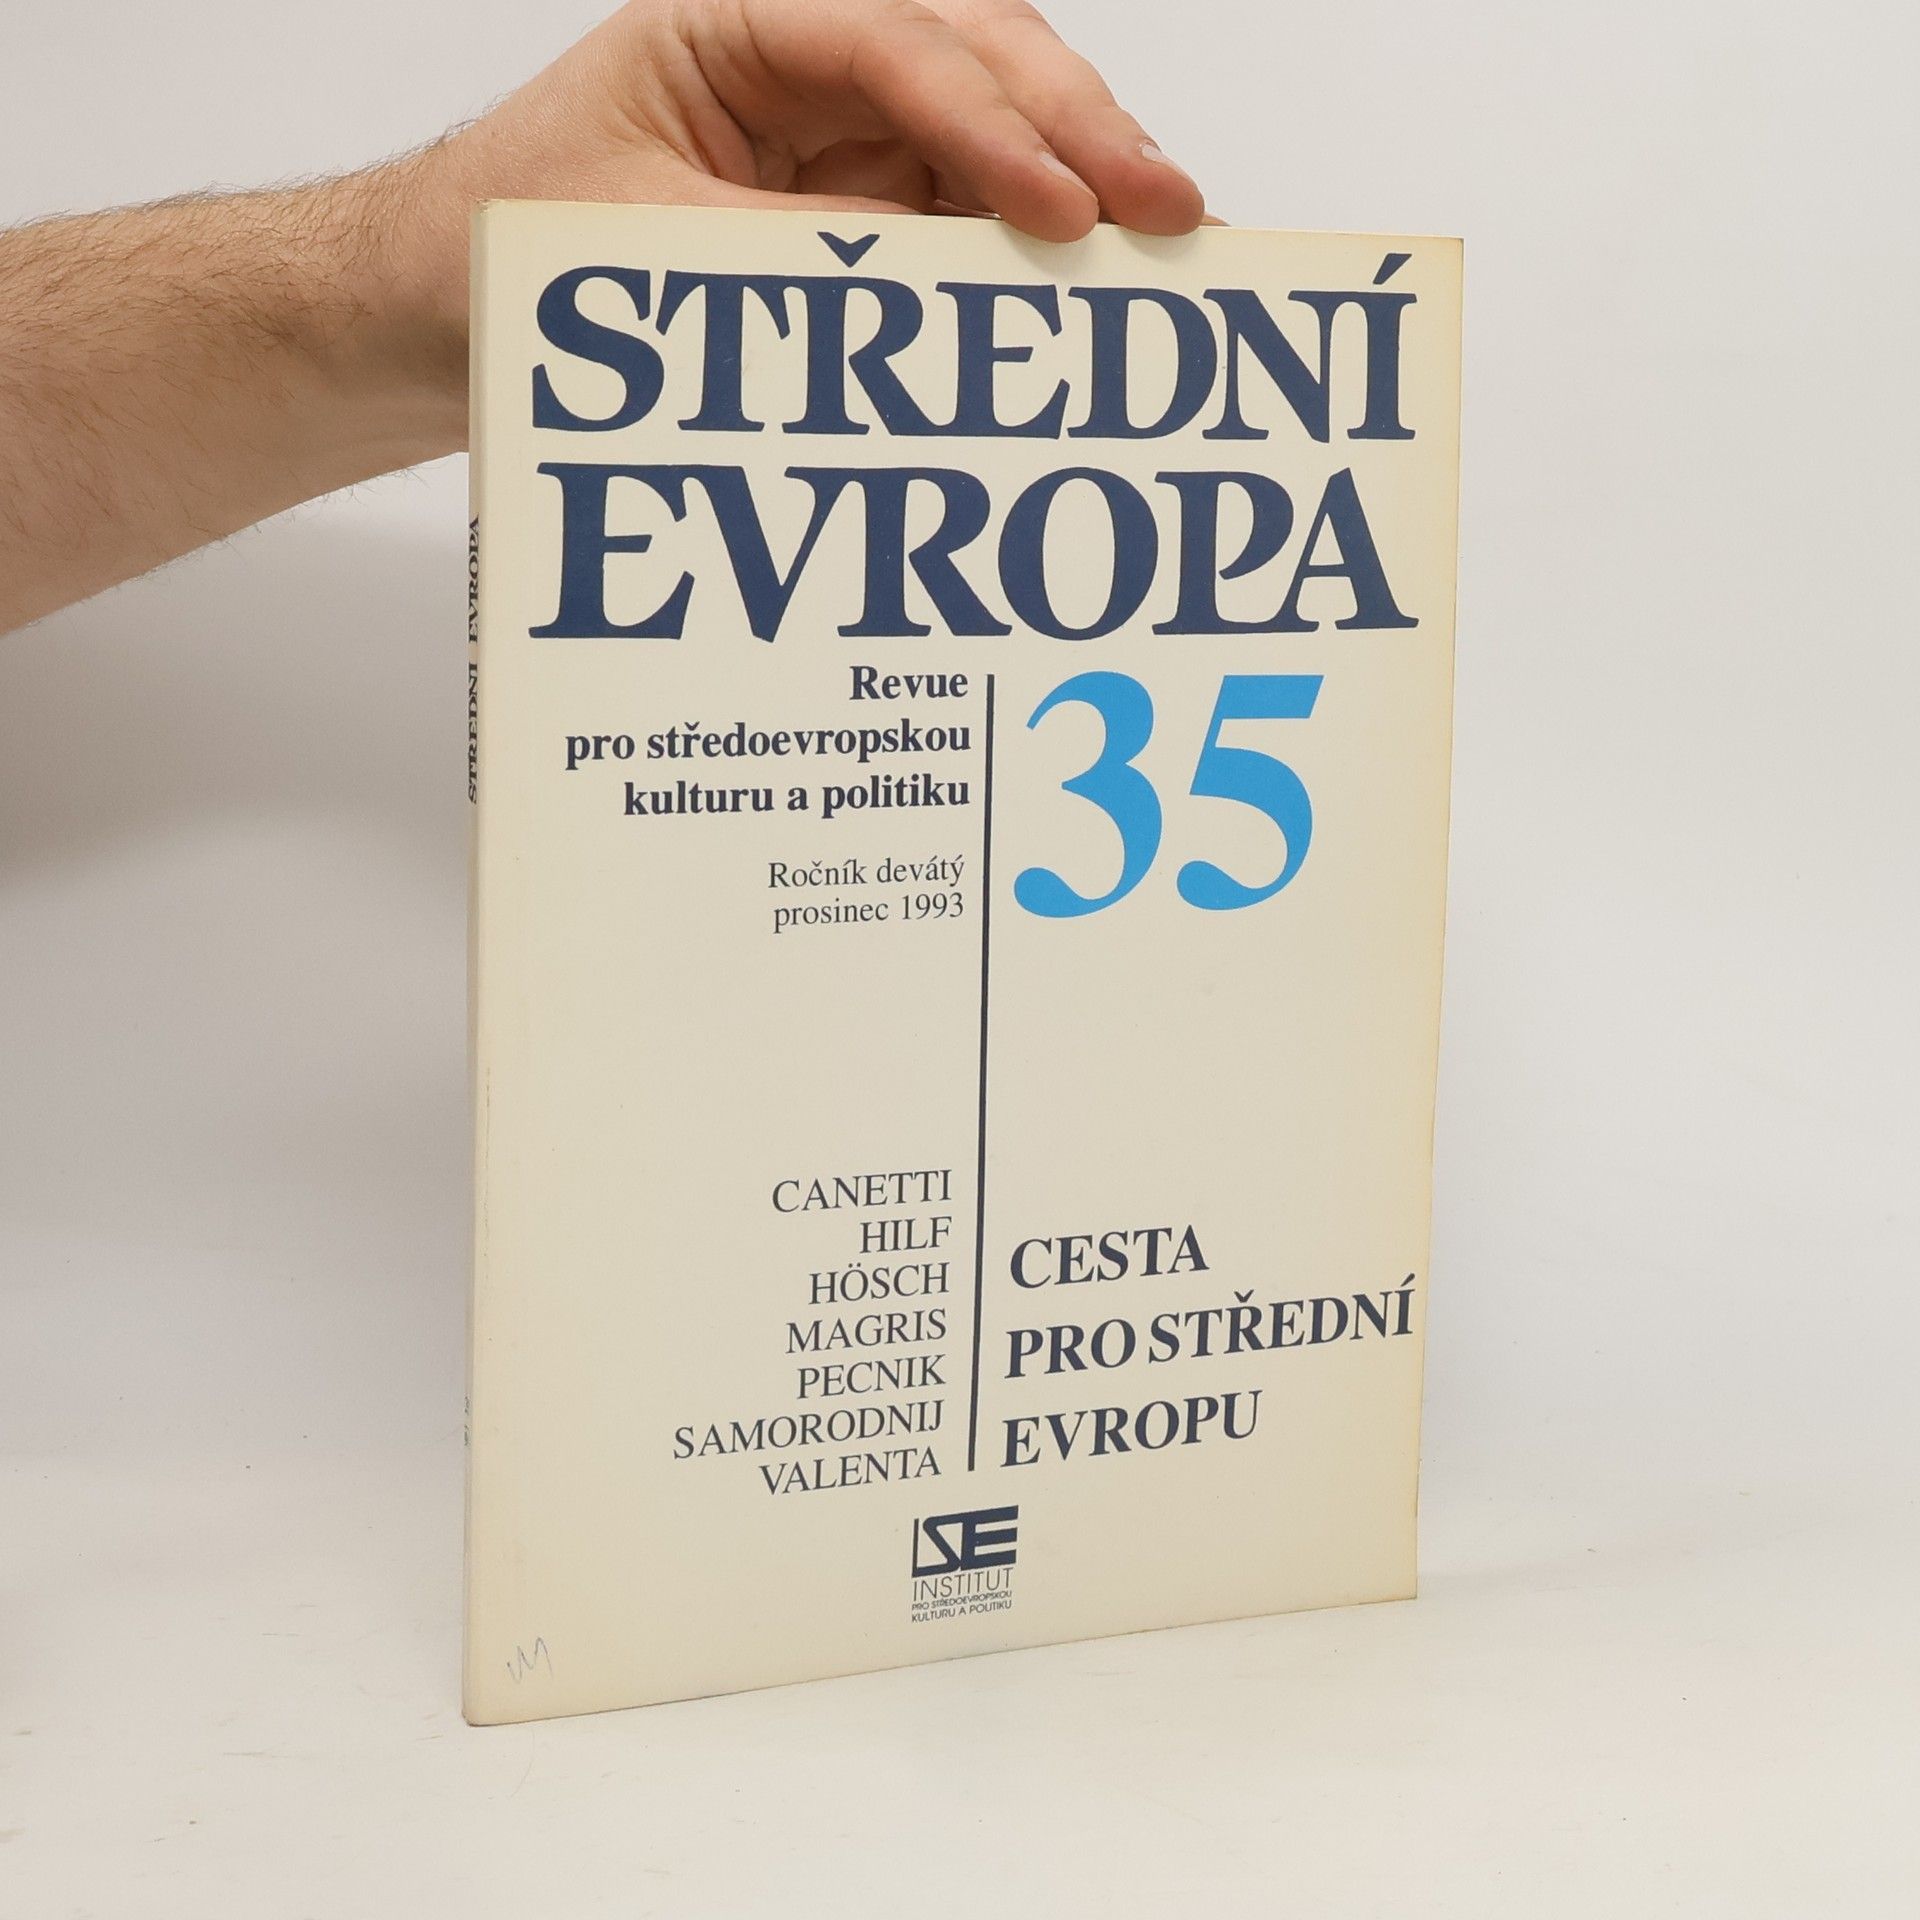 STŘEDNÍ
EVROPA
Revue
pro středoevropskou
kulturu a politiku
Ročník devátý
prosinec 1993
35
CANETTI
HILF
HÖSCH
MAGRIS
PECNIK
SAMORODNIJ
VALENTA
CESTA
PRO STŘEDNÍ
EVROPU
ISE
INSTITUT
PRO STŘEDOEVROPSKOU
KULTURU A POLITIKU
STŘEDNÍ EVROPA